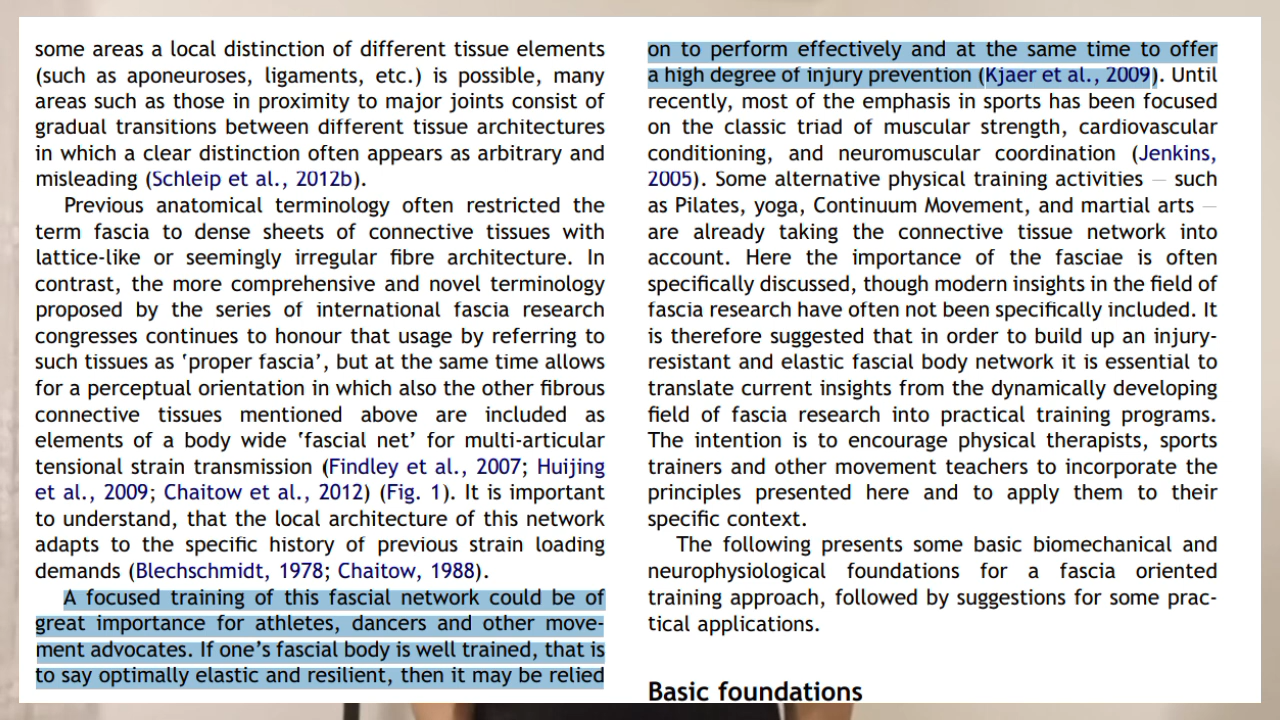 some areas a local distinction of different tissue elements
(such as aponeuroses, ligaments, etc.) is possible, many
areas such as those in proximity to major joints consist of
gradual transitions between different tissue architectures
in which a clear distinction often appears as arbitrary and
misleading (Schleip et al., 2012b).
Previous anatomical terminology often restricted the
term fascia to dense sheets of connective tissues with
lattice-like or seemingly irregular fibre architecture. In
contrast, the more comprehensive and novel terminology
proposed by the series of international fascia research
congresses continues to honour that usage by referring to
such tissues as ‘proper fascia’, but at the same time allows
for a perceptual orientation in which also the other fibrous
connective tissues mentioned above are included as
elements of a body wide ‘fascial net’ for multi-articular
tensional strain transmission (Findley et al., 2007; Huijing
et al., 2009; Chaitow et al., 2012) (Fig. 1). It is important
to understand, that the local architecture of this network
adapts to the specific history of previous strain loading
demands (Blechschmidt, 1978; Chaitow, 1988).
A focused training of this fascial network could be of
great importance for athletes, dancers and other move-
ment advocates. If one’s fascial body is well trained, that is
to say optimally elastic and resilient, then it may be relied
on to perform effectively and at the same time to offer
a high degree of injury prevention (Kjaer et al., 2009). Until
recently, most of the emphasis in sports has been focused
on the classic triad of muscular strength, cardiovascular
conditioning, and neuromuscular coordination (Jenkins,
2005). Some alternative physical training activities — such
as Pilates, yoga, Continuum Movement, and martial arts —
are already taking the connective tissue network into
account. Here the importance of the fasciae is often
specifically discussed, though modern insights in the field of
fascia research have often not been specifically included. It
is therefore suggested that in order to build up an injury-
resistant and elastic fascial body network it is essential to
translate current insights from the dynamically developing
field of fascia research into practical training programs.
The intention is to encourage physical therapists, sports
trainers and other movement teachers to incorporate the
principles presented here and to apply them to their
specific context.
The following presents some basic biomechanical and
neurophysiological foundations for a fascia oriented
training approach, followed by suggestions for some prac-
tical applications.
Basic foundations